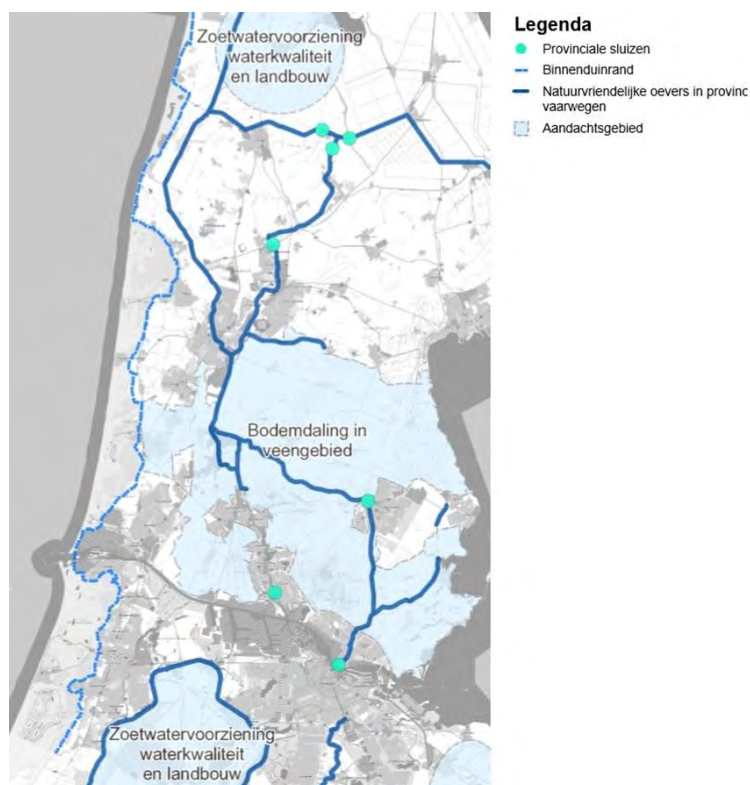 Zoetwatervoorziening
waterkwaliteit
en landbouw
Bodemdaling in
veengebied
Zoetwatervoorziening
waterkwaliteit
en landbouw
Legenda
Provinciale sluizen
Binnenduinrand
Natuurvriendelijke oevers in provinc
vaarwegen
Aandachtsgebied